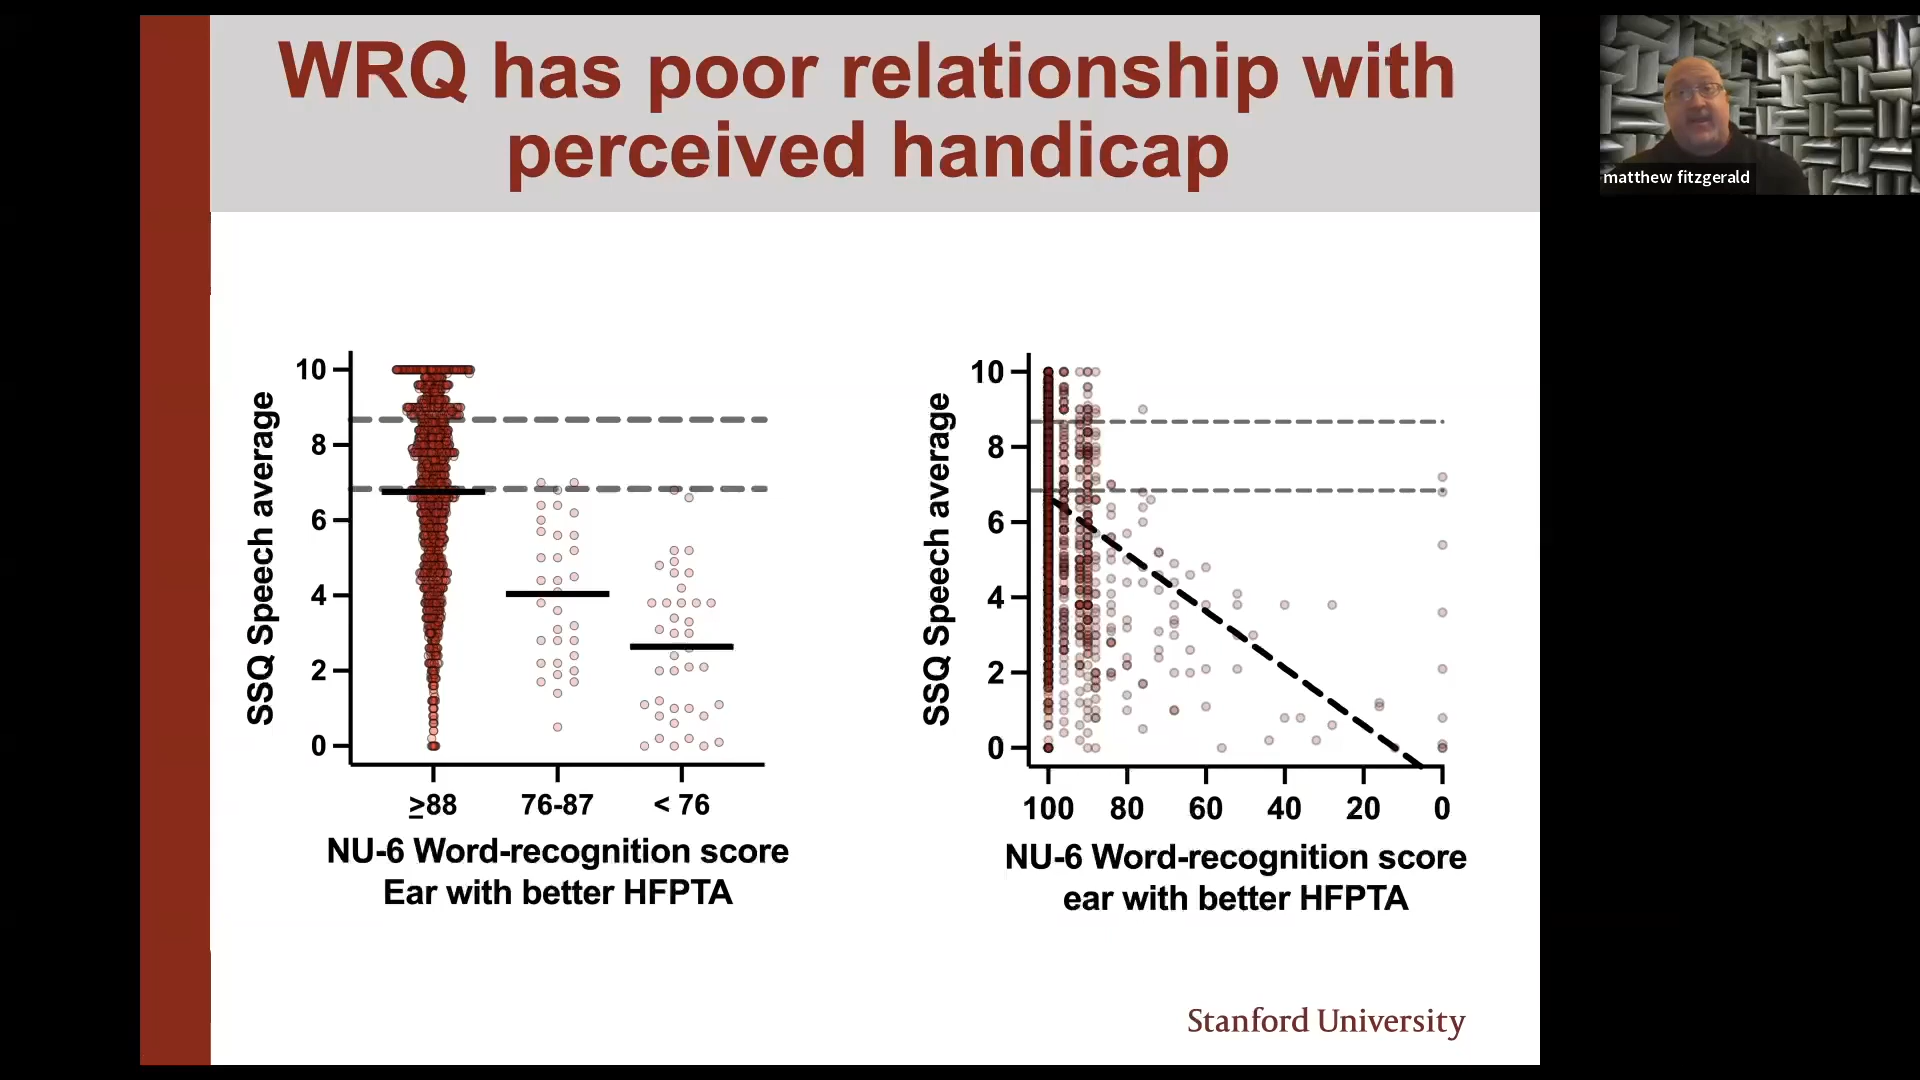 WRQ has poor relationship with
perceived handicap
matthew fitzgerald
SSQ Speech average
10
8
6
4
2
0
≥88
76-87
< 76
NU-6 Word-recognition score
Ear with better HFPTA
SSQ Speech average
10
8
6
4
2
0
100
80
60
40
20
0
NU-6 Word-recognition score
ear with better HFPTA
Stanford University